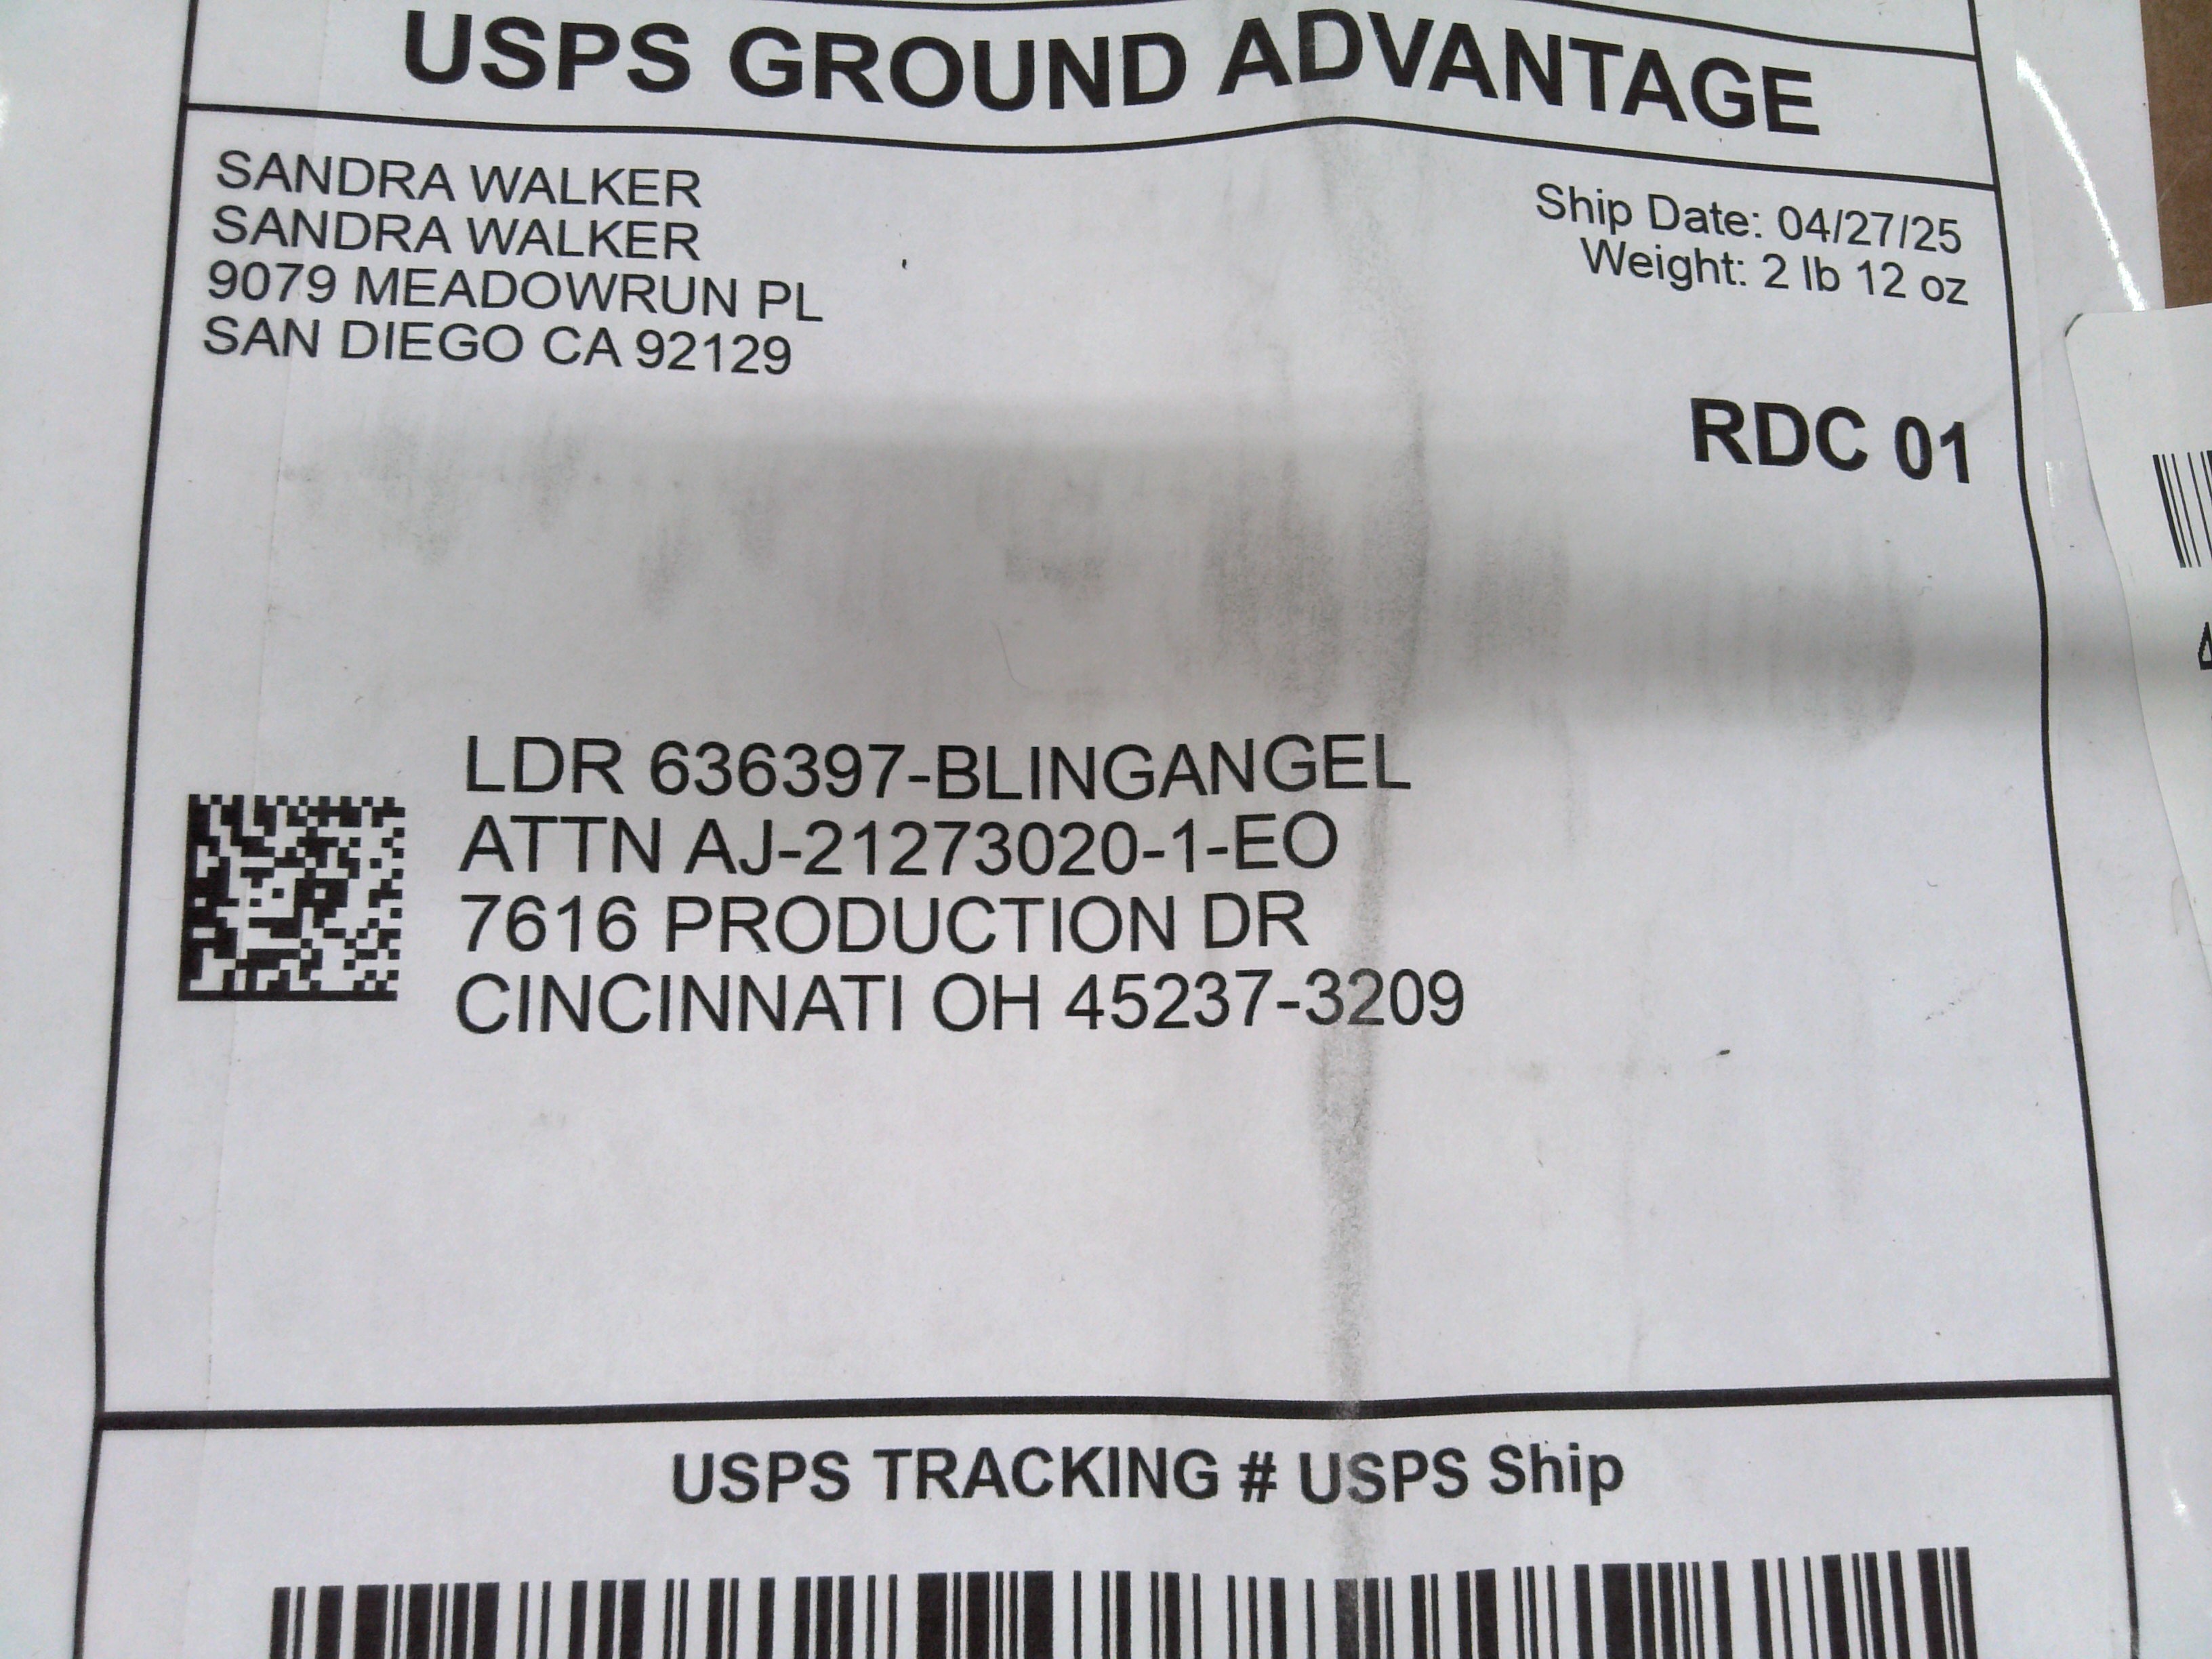 USPS GROUND ADVANTAGE
SANDRA WALKER
SANDRA WALKER
9079 MEADOWRUN PL
SAN DIEGO CA 92129
Ship Date: 04/27/25
Weight: 2 lb 12 oz
RDC 01
LDR 636397-BLINGANGEL
ATTN AJ-21273020-1-EO
7616 PRODUCTION DR
CINCINNATI OH 45237-3209
USPS TRACKING # USPS Ship